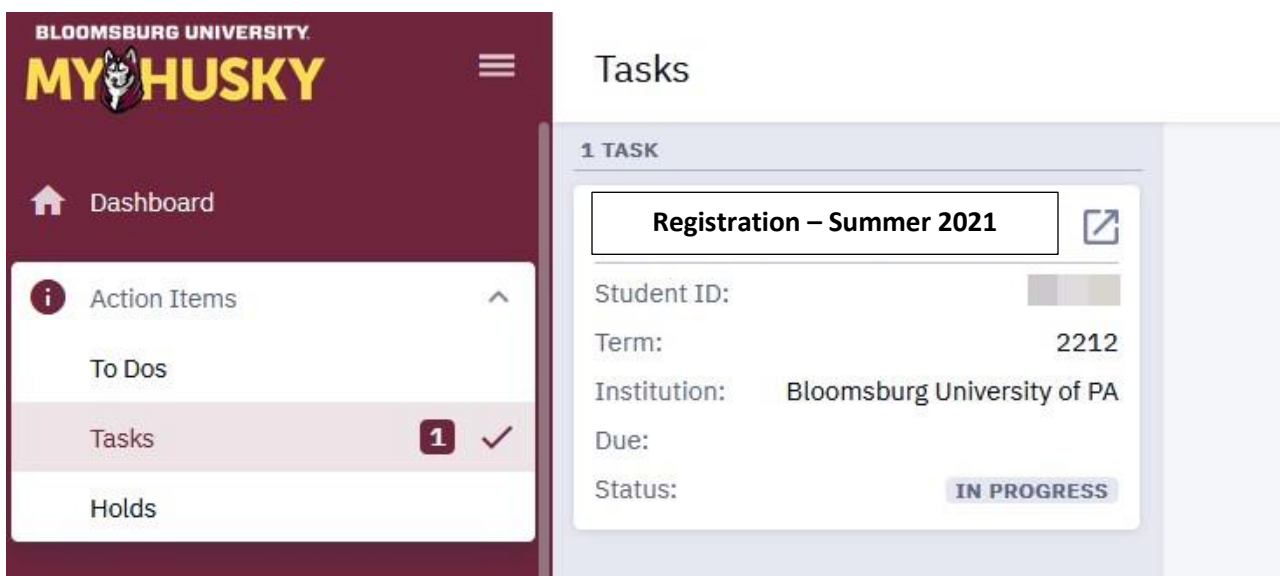 BLOOMSBURG UNIVERSITY
MY HUSKY
Dashboard
Action Items
To Dos
Tasks 1
Holds
Tasks
1 TASK
Registration – Summer 2021
Student ID:
Term: 2212
Institution: Bloomsburg University of PA
Due:
Status: IN PROGRESS